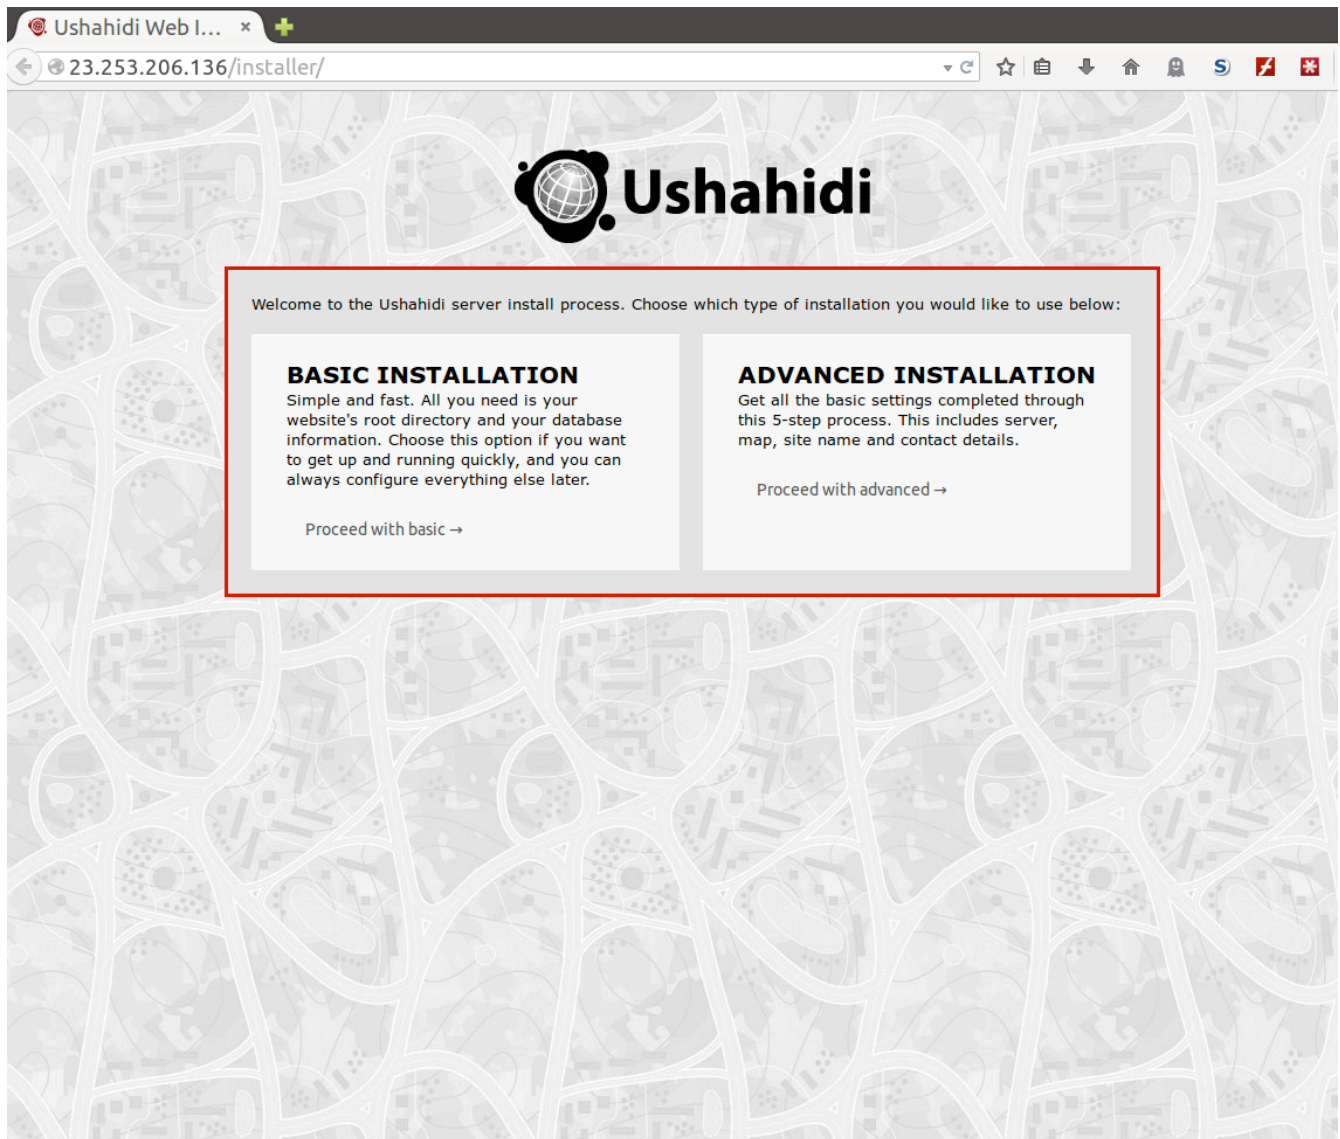 Ushahidi Web I...
23.253.206.136/installer/
Ushahidi
Welcome to the Ushahidi server install process. Choose which type of installation you would like to use below:
BASIC INSTALLATION
Simple and fast. All you need is your
website's root directory and your database
information. Choose this option if you want
to get up and running quickly, and you can
always configure everything else later.
Proceed with basic →
ADVANCED INSTALLATION
Get all the basic settings completed through
this 5-step process. This includes server,
map, site name and contact details.
Proceed with advanced →